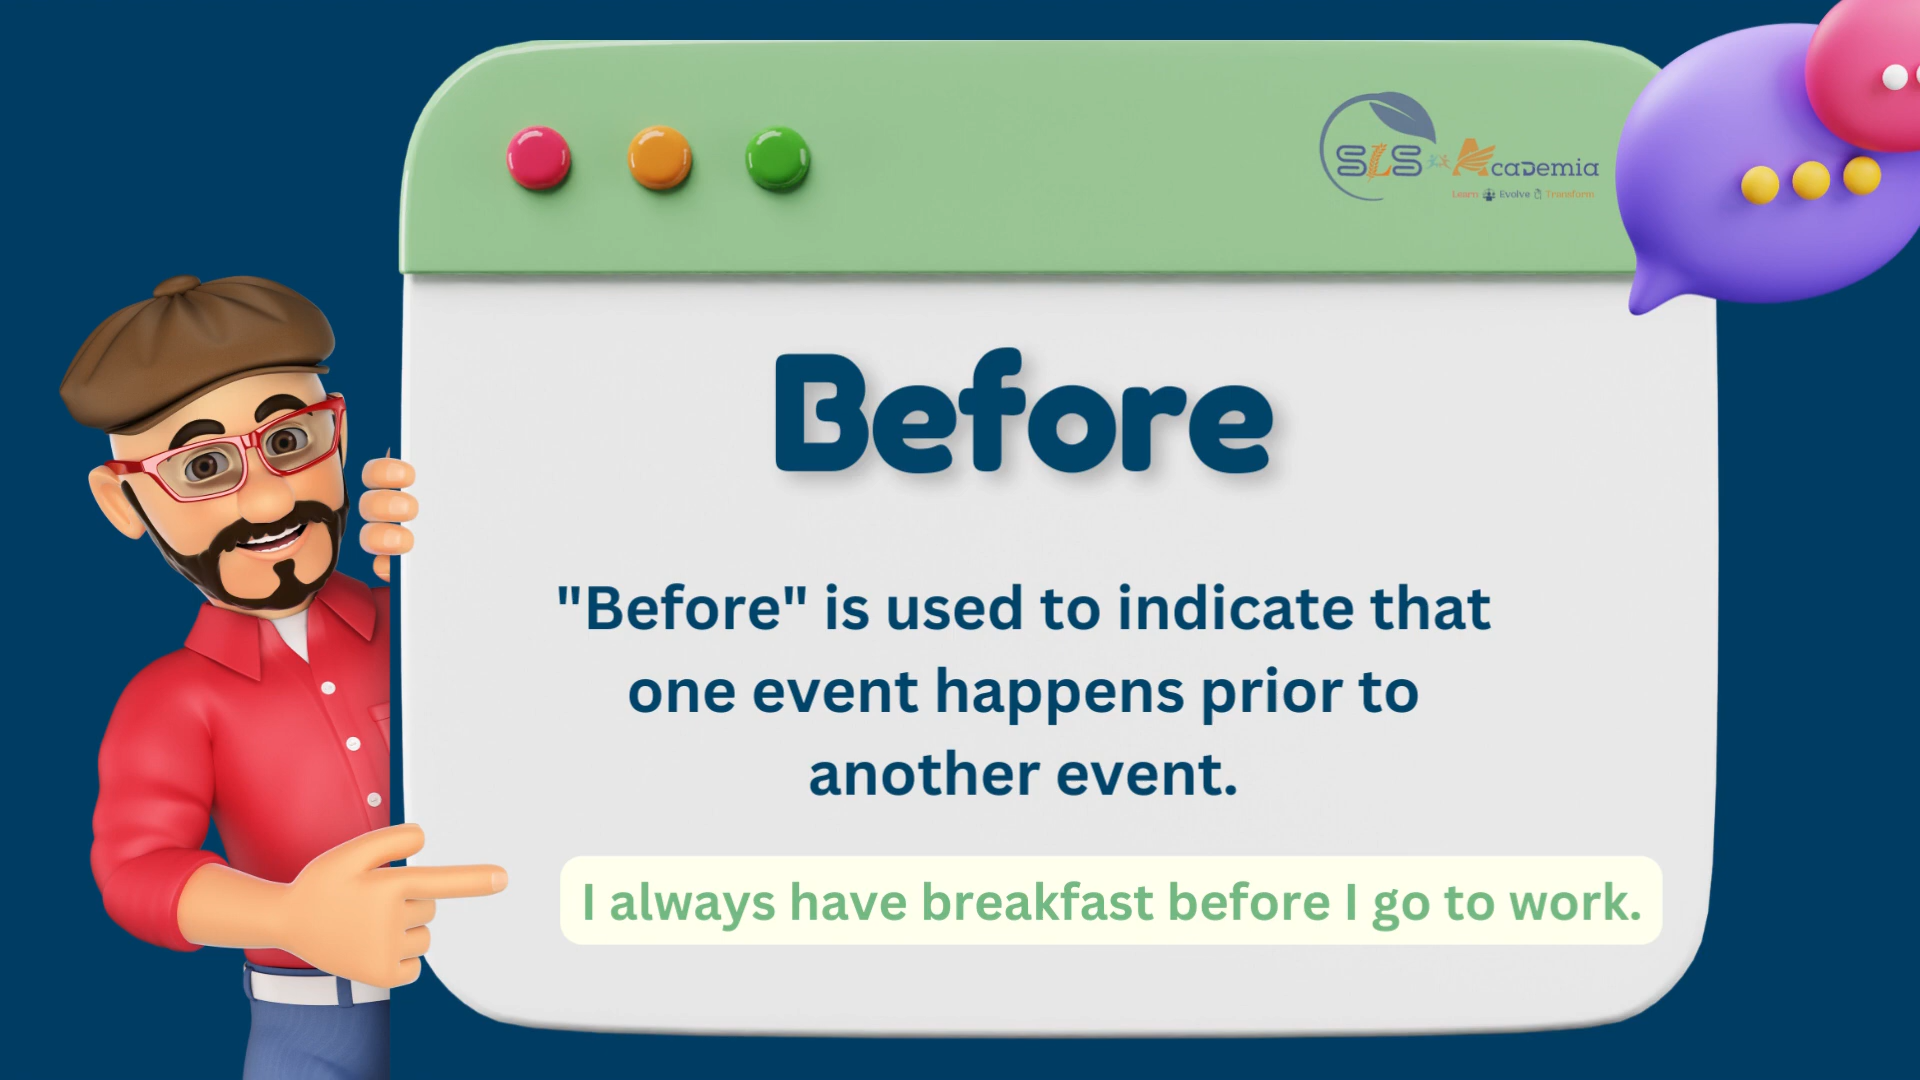 SLS Academia
Learn Evolve Transform
Before
"Before" is used to indicate that
one event happens prior to
another event.
I always have breakfast before I go to work.